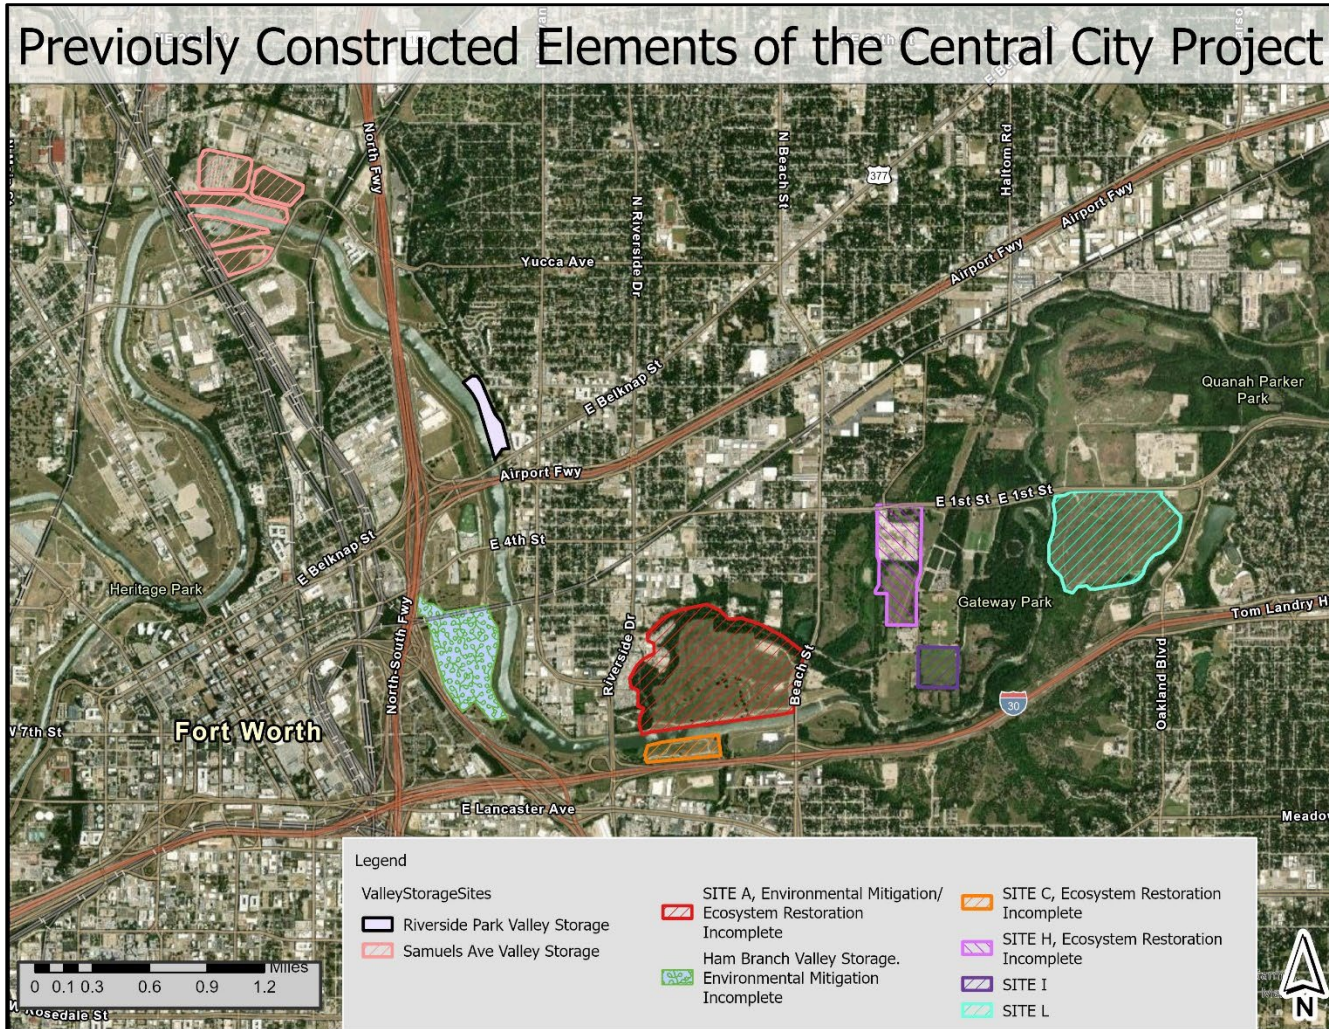 Previously Constructed Elements of the Central City Project
North Fwy
N Beach St
Haltom Rd
377
Airport Fwy
Airport Fwy
N Riverside Dr
Yucca Ave
E Belknap St
Quanah Parker
Park
Airport Fwy
E 1st St E 1st St
E 4th St
E Belknap St
Heritage Park
Gateway Park
Tom Landry H
North-South Fwy
Riverside Dr
Beach St
Oakland Blvd
30
W 7th St
Fort Worth
E Lancaster Ave
Meadow
Legend
ValleyStorageSites
Riverside Park Valley Storage
Samuels Ave Valley Storage
SITE A, Environmental Mitigation/
Ecosystem Restoration
Incomplete
Ham Branch Valley Storage.
Environmental Mitigation
Incomplete
SITE C, Ecosystem Restoration
Incomplete
SITE H, Ecosystem Restoration
Incomplete
SITE I
SITE L
Miles
0 0.1 0.3 0.6 0.9 1.2
W Rosedale St
N